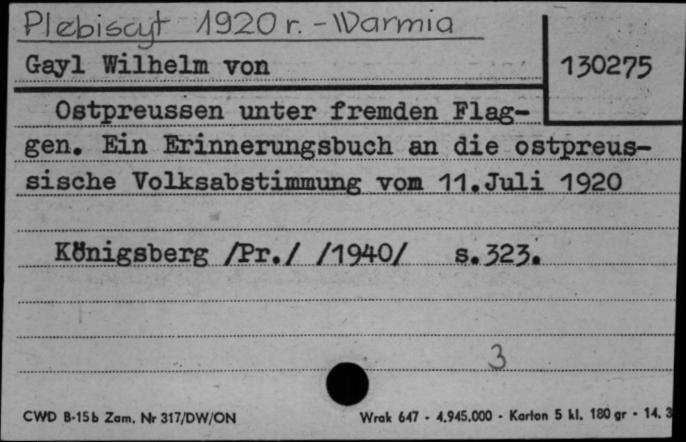 Plebiscyt 1920 r. - Warmia
Gayl Wilhelm von
130275
Ostpreussen unter fremden Flag-
gen. Ein Erinnerungsbuch an die ostpreus-
sische Volksabstimmung vom 11.Juli 1920
Königsberg /Pr./ /1940/ s.323.
3
CWD B-15b Zam. Nr 317/DW/ON
Wrak 647 - 4.945.000 - Karton 5 kl. 180 gr - 14. 3